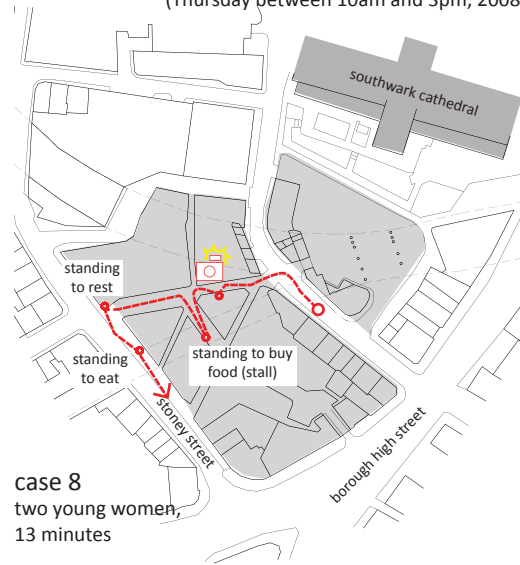 (Thursday between 10am and 3pm, 2008
southwark cathedral
standing
to rest
standing
to eat
standing to buy
food (stall)
stoney street
borough high street
case 8
two young women,
13 minutes